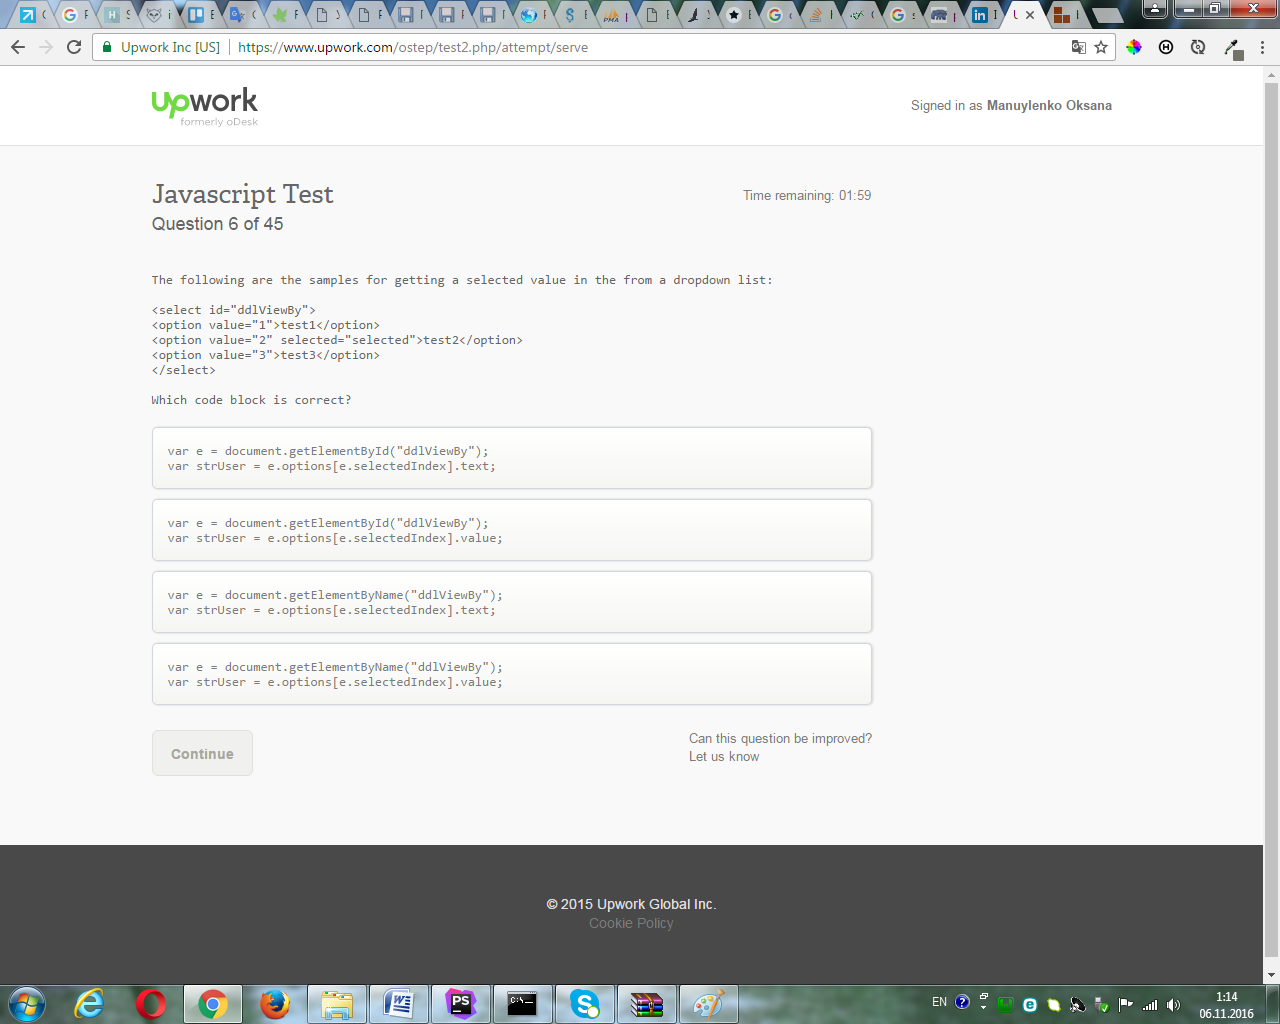 Upwork Inc [US]
https://www.upwork.com/ostep/test2.php/attempt/serve
upwork
formerly oDesk
Signed in as Manuylenko Oksana
Javascript Test
Time remaining: 01:59
Question 6 of 45
The following are the samples for getting a selected value in the from a dropdown list:
<select id="ddlViewBy">
<option value="1">test1</option>
<option value="2" selected="selected">test2</option>
<option value="3">test3</option>
</select>
Which code block is correct?
var e = document.getElementById("ddlViewBy");
var strUser = e.options[e.selectedIndex].text;
var e = document.getElementById("ddlViewBy");
var strUser = e.options[e.selectedIndex].value;
var e = document.getElementByName("ddlViewBy");
var strUser = e.options[e.selectedIndex].text;
var e = document.getElementByName("ddlViewBy");
var strUser = e.options[e.selectedIndex].value;
Continue
Can this question be improved?
Let us know
© 2015 Upwork Global Inc.
Cookie Policy
EN
1:14
06.11.2016